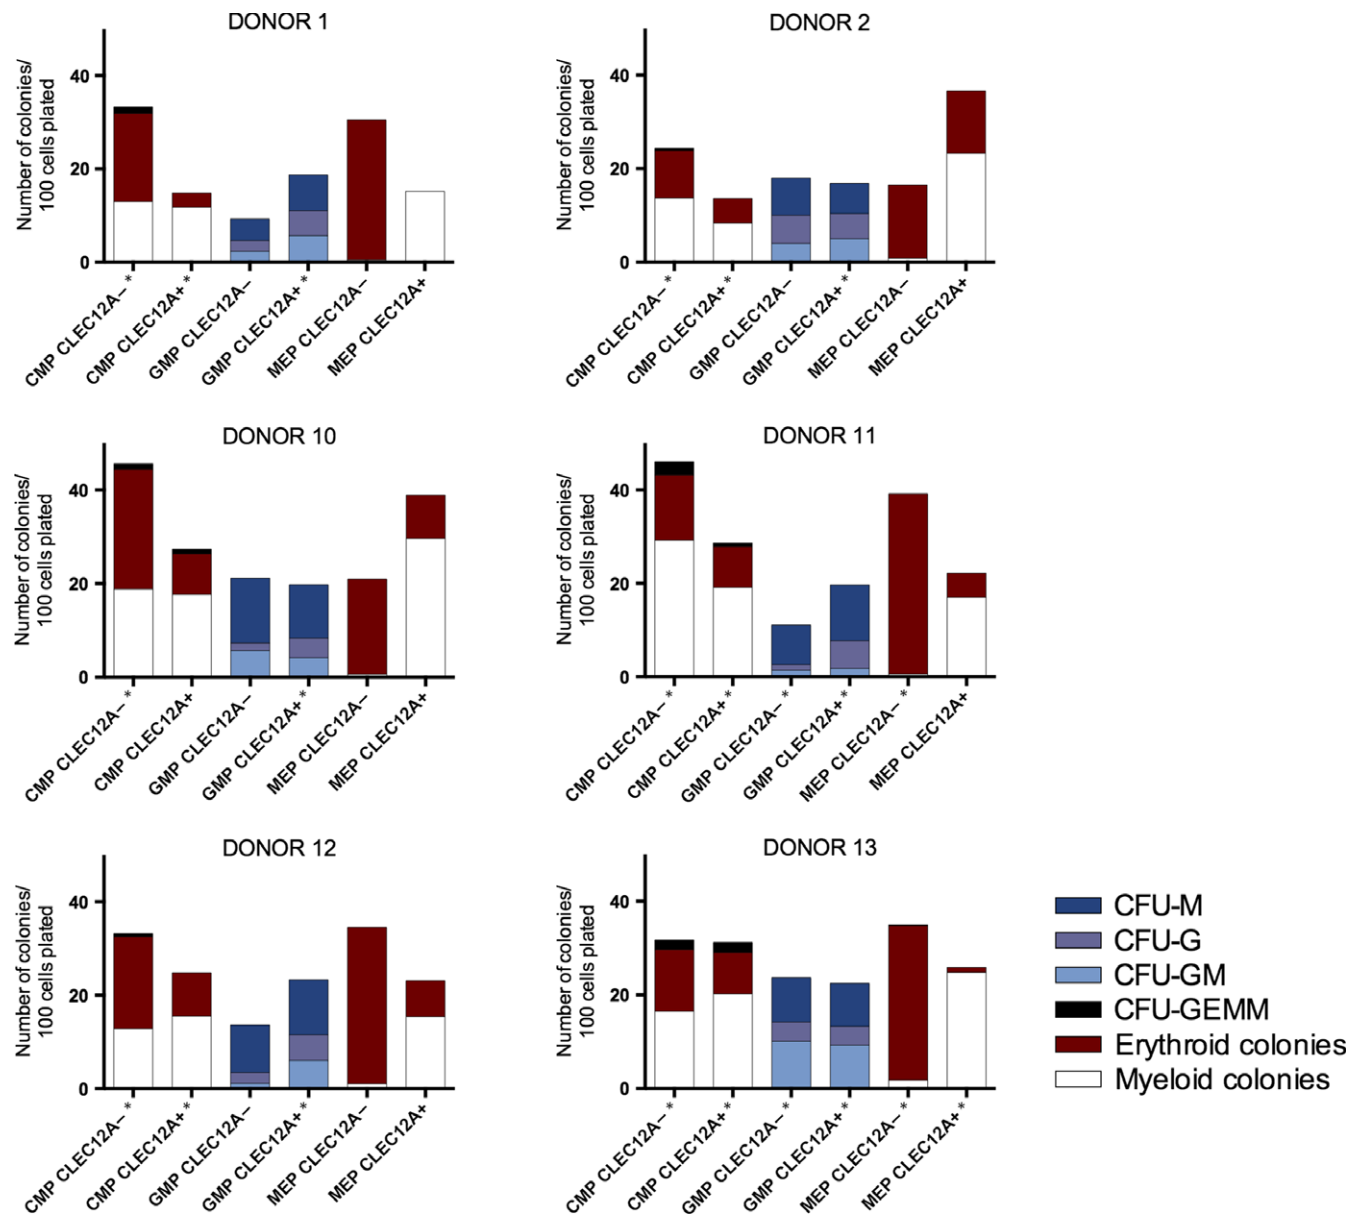 DONOR 1
Number of colonies/
100 cells plated
40
20
0
CMP CLEC12A– *
CMP CLEC12A+ *
GMP CLEC12A–
GMP CLEC12A+ *
MEP CLEC12A–
MEP CLEC12A+
DONOR 2
Number of colonies/
100 cells plated
40
20
0
CMP CLEC12A– *
CMP CLEC12A+ *
GMP CLEC12A–
GMP CLEC12A+ *
MEP CLEC12A–
MEP CLEC12A+
DONOR 10
Number of colonies/
100 cells plated
40
20
0
CMP CLEC12A– *
CMP CLEC12A+
GMP CLEC12A–
GMP CLEC12A+ *
MEP CLEC12A–
MEP CLEC12A+
DONOR 11
Number of colonies/
100 cells plated
40
20
0
CMP CLEC12A– *
CMP CLEC12A+ *
GMP CLEC12A– *
GMP CLEC12A+ *
MEP CLEC12A– *
MEP CLEC12A+
DONOR 12
Number of colonies/
100 cells plated
40
20
0
CMP CLEC12A– *
CMP CLEC12A+ *
GMP CLEC12A–
GMP CLEC12A+ *
MEP CLEC12A–
MEP CLEC12A+
DONOR 13
Number of colonies/
100 cells plated
40
20
0
CMP CLEC12A– *
CMP CLEC12A+ *
GMP CLEC12A– *
GMP CLEC12A+ *
MEP CLEC12A– *
MEP CLEC12A+ *
CFU-M
CFU-G
CFU-GM
CFU-GEMM
Erythroid colonies
Myeloid colonies